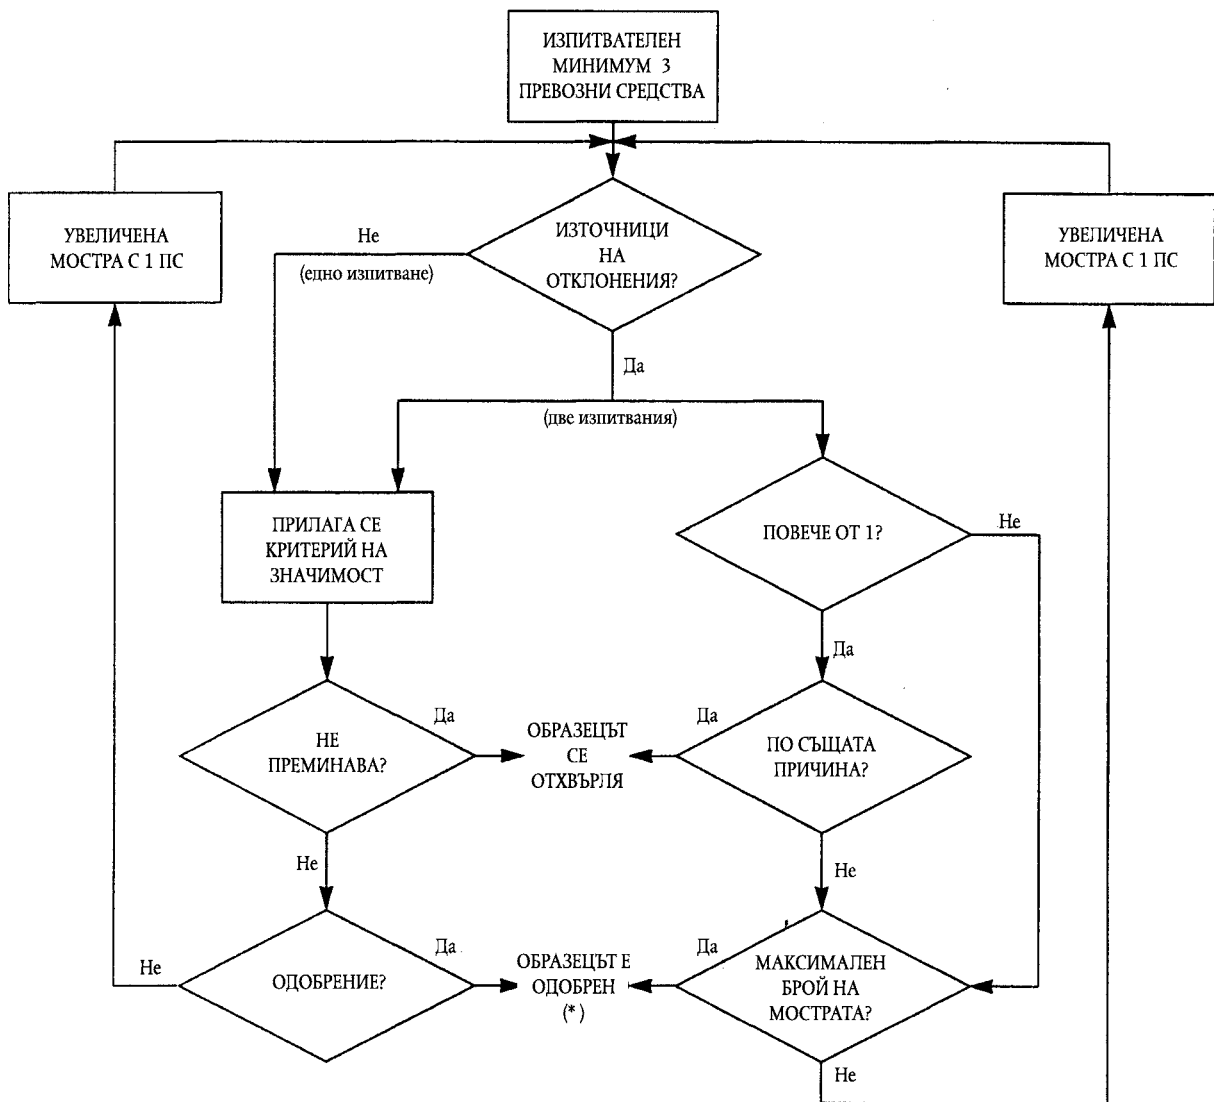 ИЗПИТВАТЕЛЕН
МИНИМУМ 3
ПРЕВОЗНИ СРЕДСТВА
УВЕЛИЧЕНА
МОСТРА С 1 ПС
Не
(едно изпитване)
ИЗТОЧНИЦИ
НА
ОТКЛОНЕНИЯ?
УВЕЛИЧЕНА
МОСТРА С 1 ПС
Да
(две изпитвания)
ПРИЛАГА СЕ
КРИТЕРИЙ НА
ЗНАЧИМОСТ
ПОВЕЧЕ ОТ 1?
Не
Да
НЕ
ПРЕМИНАВА?
Да
ОБРАЗЕЦЪТ
СЕ
ОТХВЪРЛЯ
Да
ПО СЪЩАТА
ПРИЧИНА?
Не
Не
Не
ОДОБРЕНИЕ?
Да
ОБРАЗЕЦЪТ Е
ОДОБРЕН
(*)
Да
МАКСИМАЛЕН
БРОЙ НА
МОСТРАТА?
Не